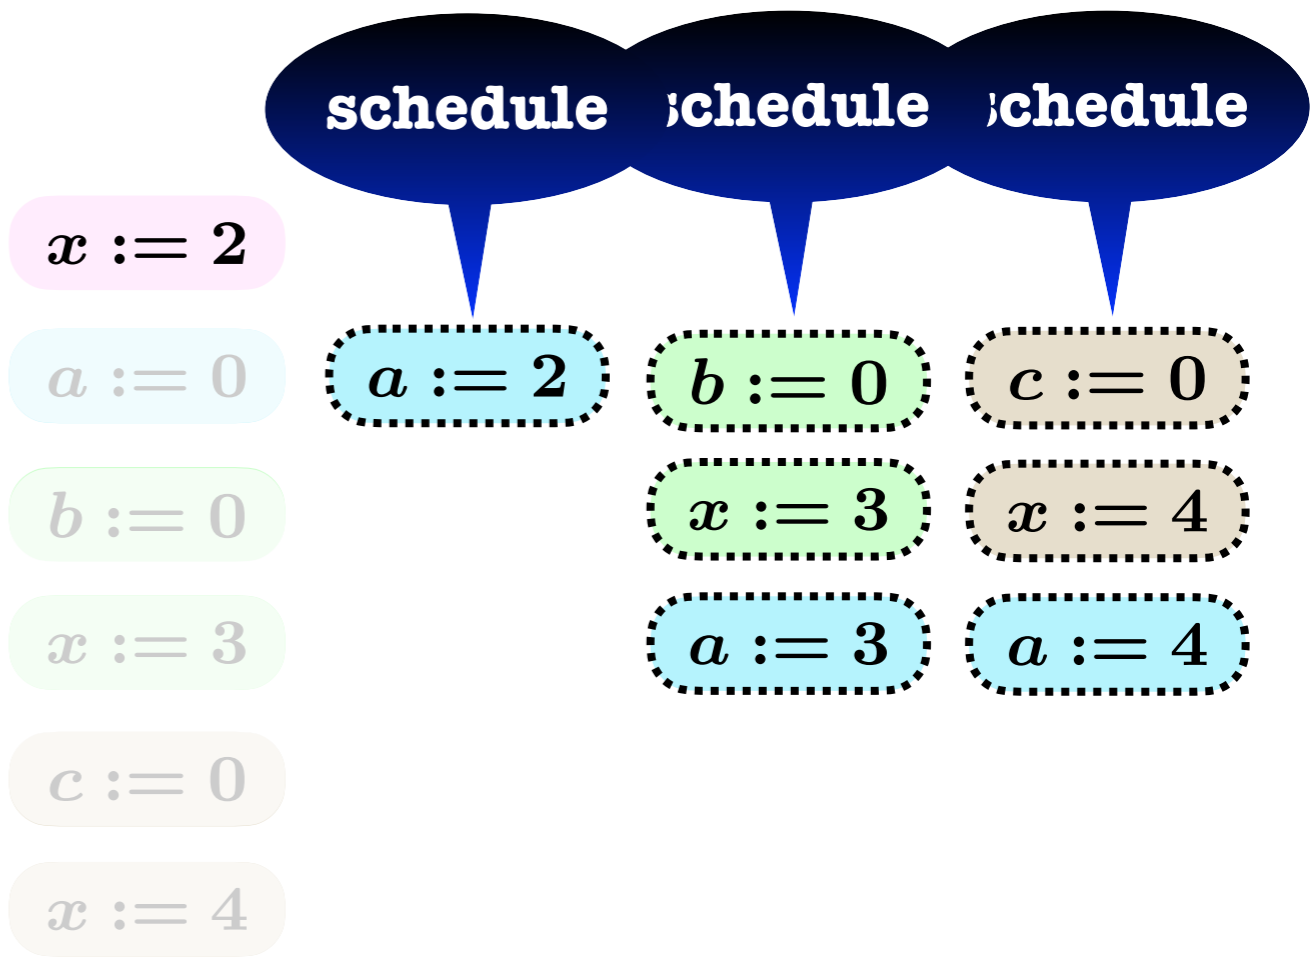 schedule
schedule
schedule
x := 2
a := 0
b := 0
x := 3
c := 0
x := 4
a := 2
b := 0
x := 3
a := 3
c := 0
x := 4
a := 4